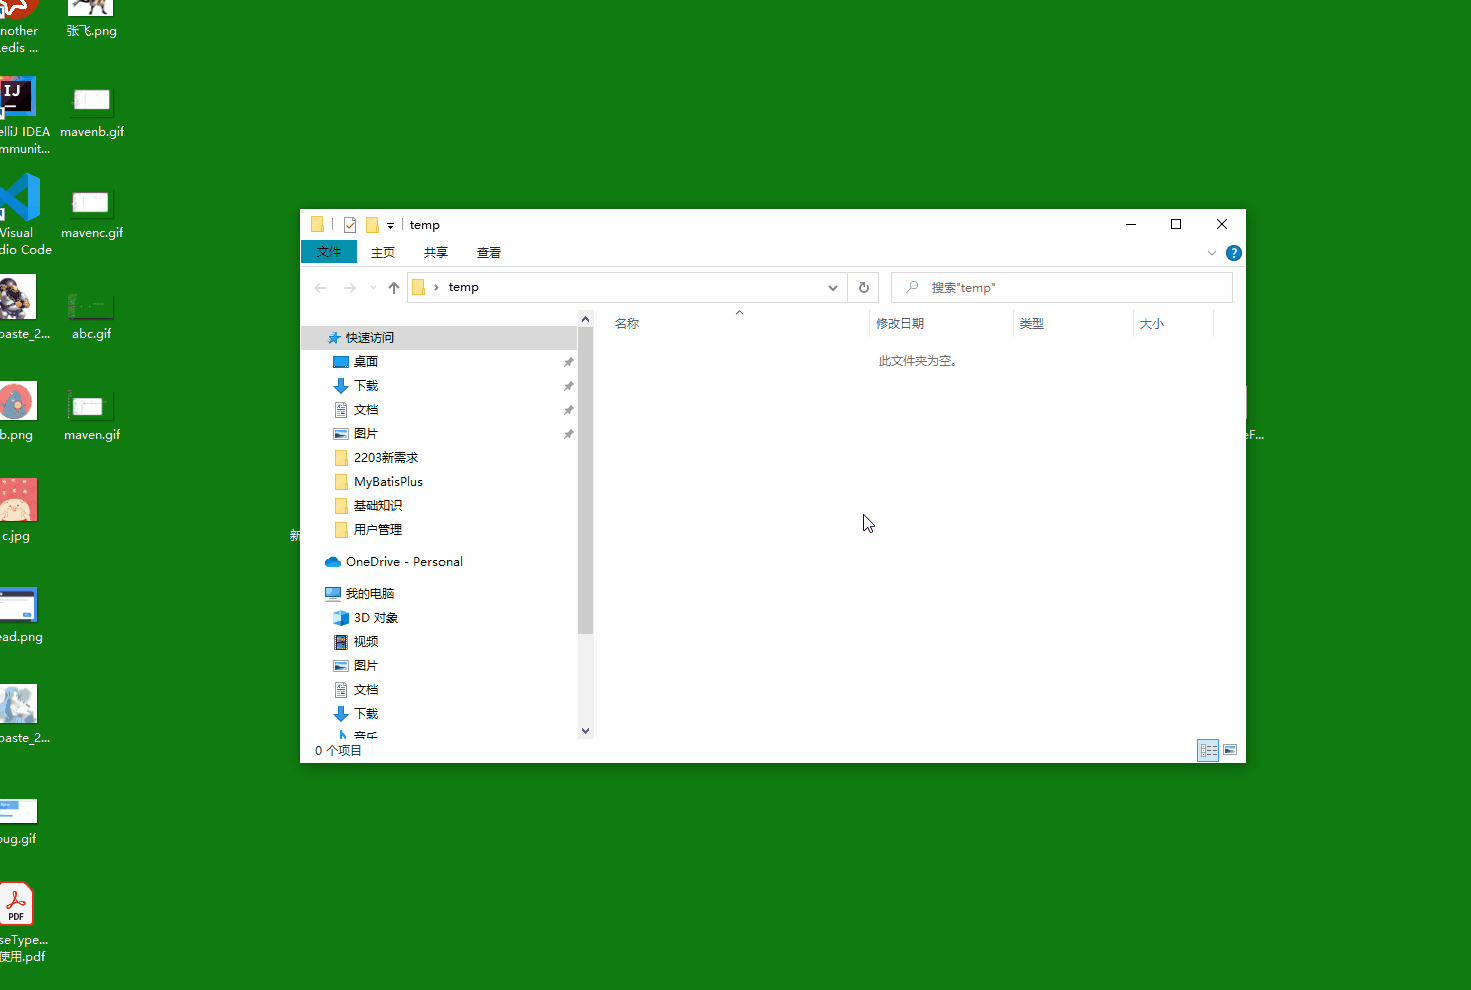 nother
edis ...
张飞.png
IJ
elliJ IDEA
mmunit...
mavenb.gif
Visual
dio Code
mavenc.gif
paste_2...
abc.gif
b.png
maven.gif
c.jpg
ead.png
paste_2...
bug.gif
PDF
seType...
使用.pdf
新
eF...
temp
文件
主页
共享
查看
?
temp
搜索"temp"
名称
修改日期
类型
大小
此文件夹为空。
快速访问
桌面
下载
文档
图片
2203新需求
MyBatisPlus
基础知识
用户管理
OneDrive - Personal
我的电脑
3D 对象
视频
图片
文档
下载
音乐
0 个项目